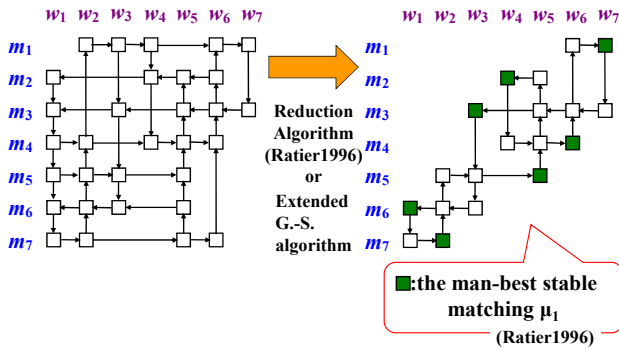 w1 w2 w3 w4 w5 w6 w7
m1
m2
m3
m4
m5
m6
m7
Reduction
Algorithm
(Ratier1996)
or
Extended
G.-S.
algorithm
w1 w2 w3 w4 w5 w6 w7
m1
m2
m3
m4
m5
m6
m7
:the man-best stable
matching μ1
(Ratier1996)